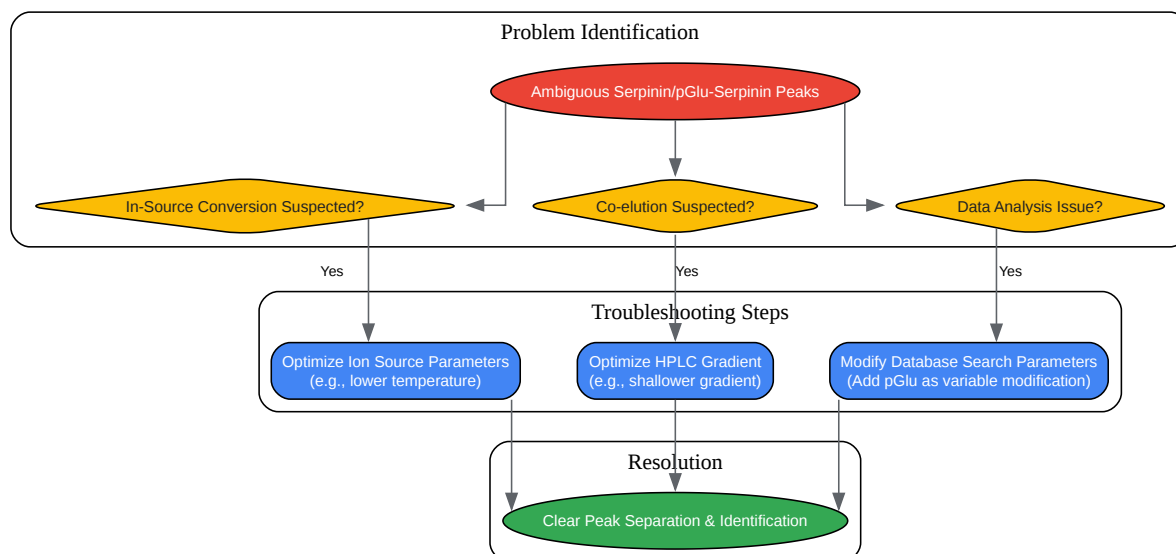 Problem Identification
Ambiguous Serpinin/pGlu-Serpinin Peaks
In-Source Conversion Suspected?
Co-elution Suspected?
Data Analysis Issue?
Yes
Yes
Yes
Troubleshooting Steps
Optimize Ion Source Parameters
(e.g., lower temperature)
Optimize HPLC Gradient
(e.g., shallower gradient)
Modify Database Search Parameters
(Add pGlu as variable modification)
Resolution
Clear Peak Separation & Identification